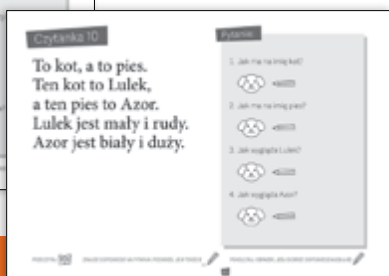 Czytanka 10
To kot, a to pies.
Ten kot to Lulek,
a ten pies to Azor.
Lulek jest mały i rudy.
Azor jest biały i duży.
Pytania:
1. Jak ma na imię kot?
2. Jak ma na imię pies?
3. Jak wygląda Lulek?
4. Jak wygląda Azor?